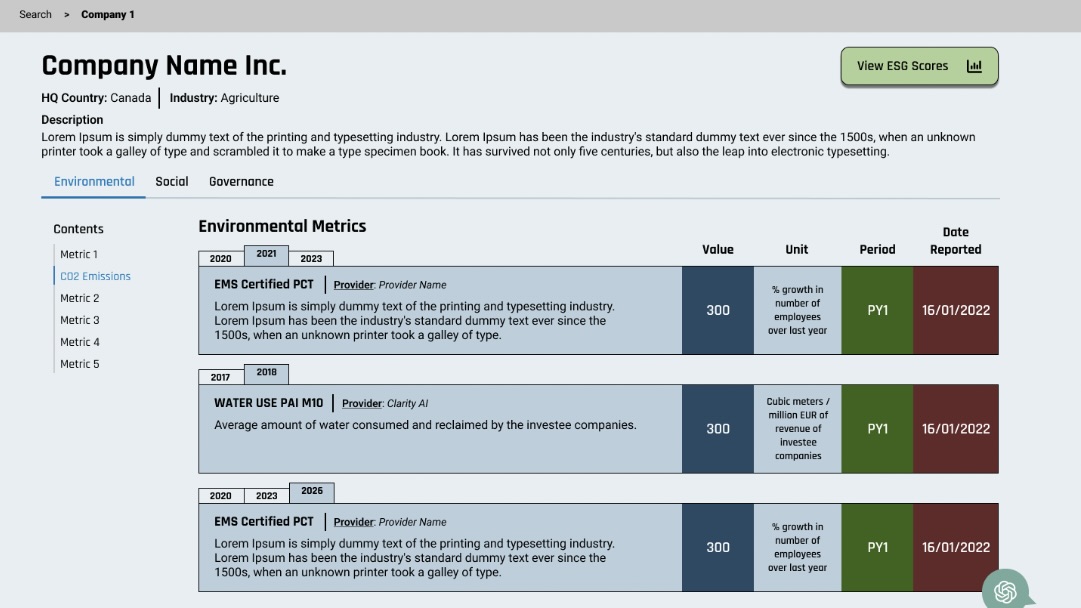 Search > Company 1
Company Name Inc.
View ESG Scores
HQ Country: Canada | Industry: Agriculture
Description
Lorem Ipsum is simply dummy text of the printing and typesetting industry. Lorem Ipsum has been the industry's standard dummy text ever since the 1500s, when an unknown
printer took a galley of type and scrambled it to make a type specimen book. It has survived not only five centuries, but also the leap into electronic typesetting.
Environmental Social Governance
Contents
Metric 1
CO2 Emissions
Metric 2
Metric 3
Metric 4
Metric 5
Environmental Metrics
Value Unit Period Date
Reported
2020 2021 2023
EMS Certified PCT | Provider: Provider Name
Lorem Ipsum is simply dummy text of the printing and typesetting industry.
Lorem Ipsum has been the industry's standard dummy text ever since the
1500s, when an unknown printer took a galley of type.
300
% growth in
number of
employees
over last year
PY1
16/01/2022
2017 2018
WATER USE PAI M10 | Provider: Clarity AI
Average amount of water consumed and reclaimed by the investee companies.
300
Cubic meters /
million EUR of
revenue of
investee
companies
PY1
16/01/2022
2020 2023 2026
EMS Certified PCT | Provider: Provider Name
Lorem Ipsum is simply dummy text of the printing and typesetting industry.
Lorem Ipsum has been the industry's standard dummy text ever since the
1500s, when an unknown printer took a galley of type.
300
% growth in
number of
employees
over last year
PY1
16/01/2022